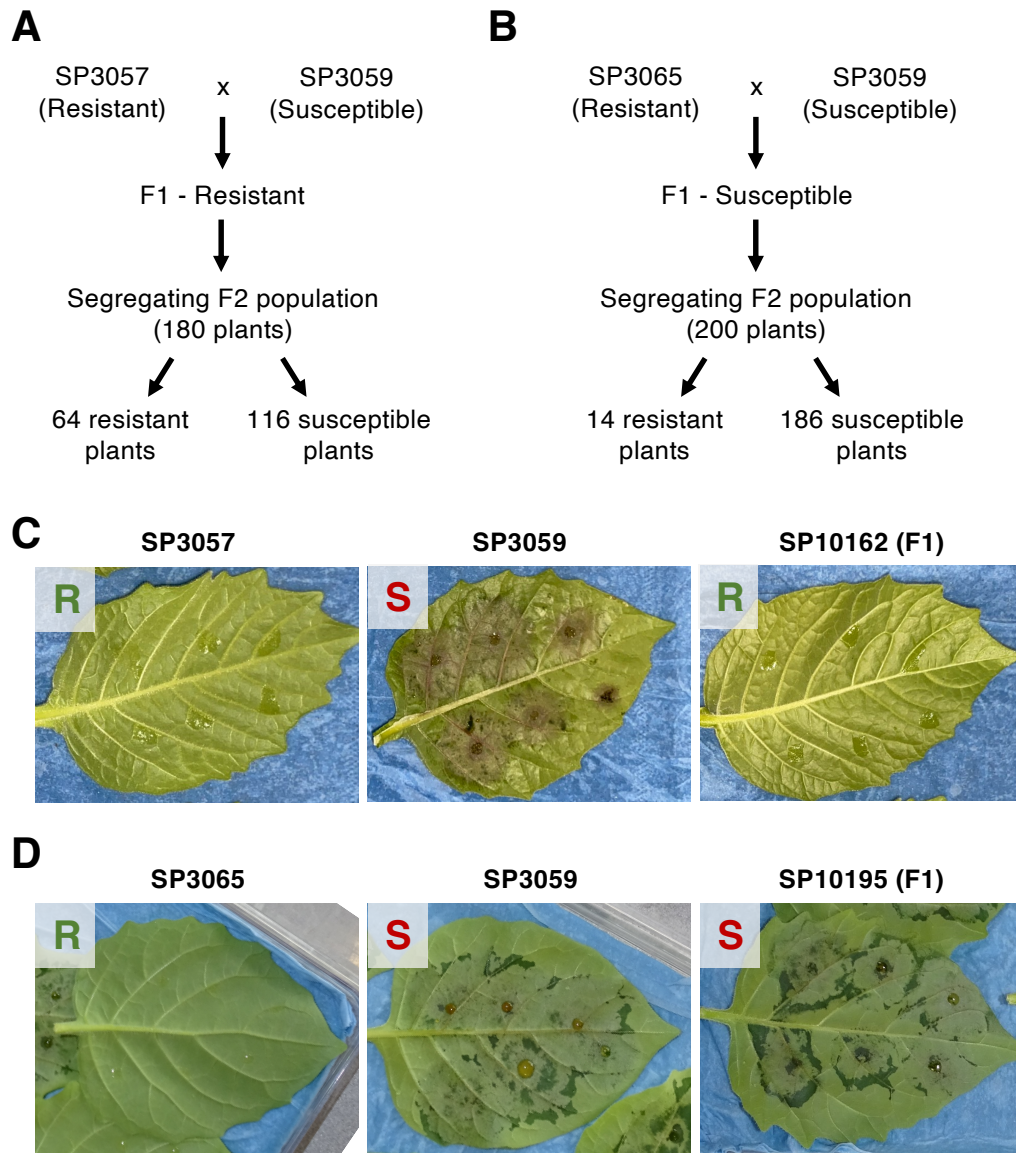 A
SP3057
(Resistant)
x
SP3059
(Susceptible)
F1 - Resistant
Segregating F2 population
(180 plants)
64 resistant
plants
116 susceptible
plants
B
SP3065
(Resistant)
x
SP3059
(Susceptible)
F1 - Susceptible
Segregating F2 population
(200 plants)
14 resistant
plants
186 susceptible
plants
C
SP3057
SP3059
SP10162 (F1)
R
S
R
D
SP3065
SP3059
SP10195 (F1)
R
S
S